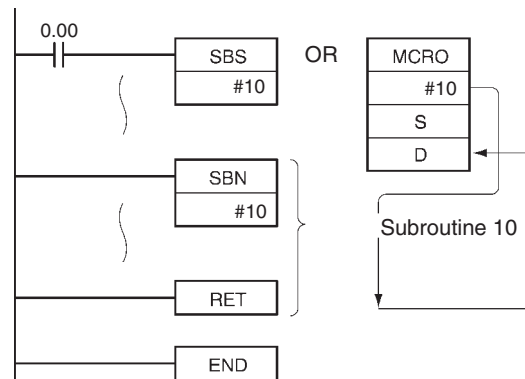 0.00
SBS
#10
OR
MCRO
#10
S
D
SBN
#10
Subroutine 10
RET
END